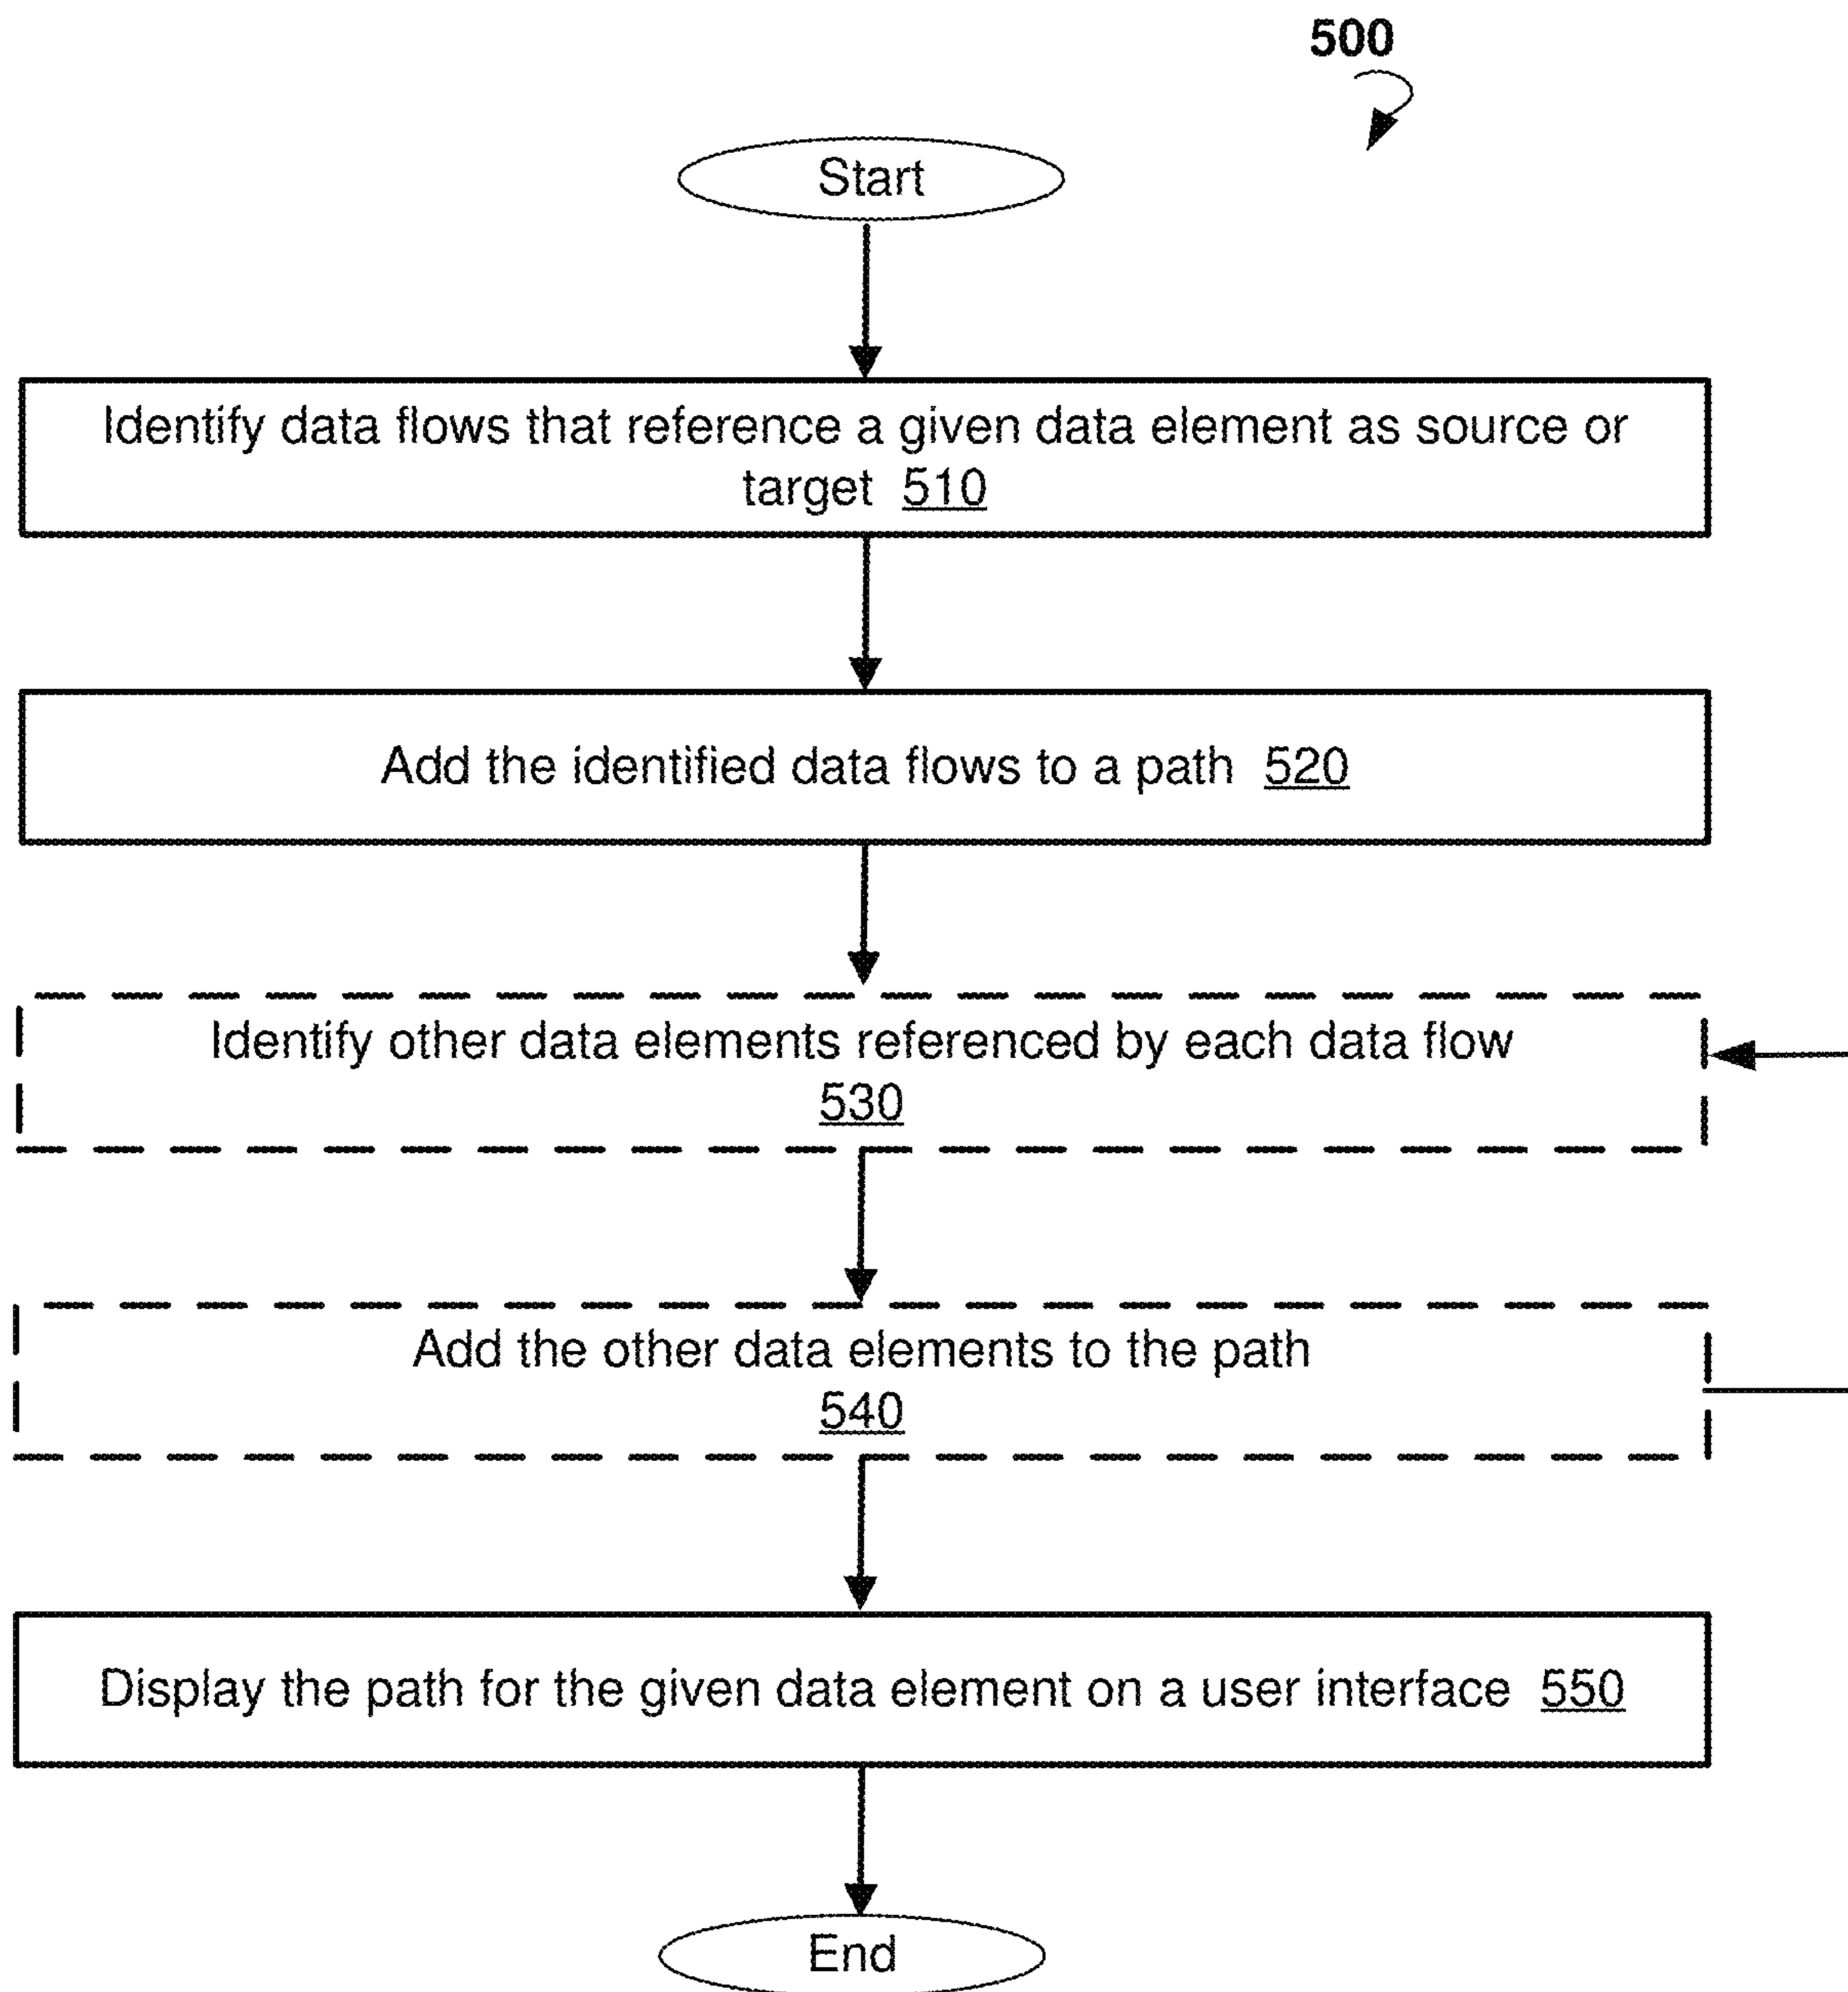 500
Start
Identify data flows that reference a given data element as source or
target 510
Add the identified data flows to a path 520
Identify other data elements referenced by each data flow
530
Add the other data elements to the path
540
Display the path for the given data element on a user interface 550
End